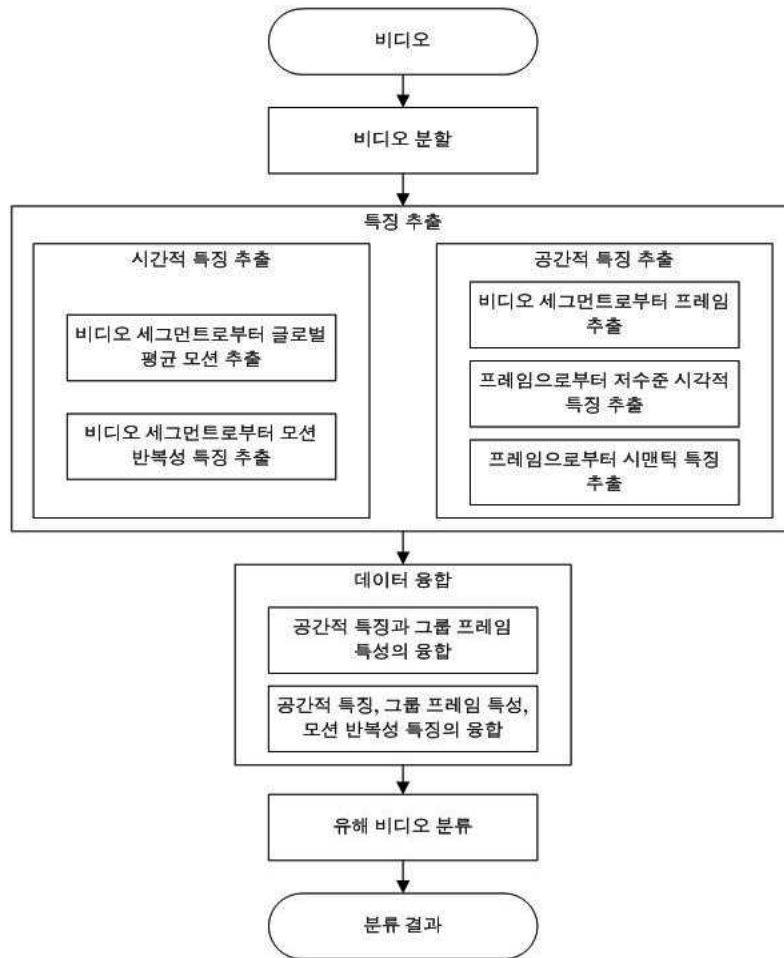 비디오
비디오 분할
특징 추출
시간적 특징 추출
비디오 세그먼트로부터 글로벌
평균 모션 추출
비디오 세그먼트로부터 모션
반복성 특징 추출
공간적 특징 추출
비디오 세그먼트로부터 프레임
추출
프레임으로부터 저수준 시각적
특징 추출
프레임으로부터 시맨틱 특징
추출
데이터 융합
공간적 특징과 그룹 프레임
특성의 융합
공간적 특징, 그룹 프레임 특성,
모션 반복성 특징의 융합
유해 비디오 분류
분류 결과